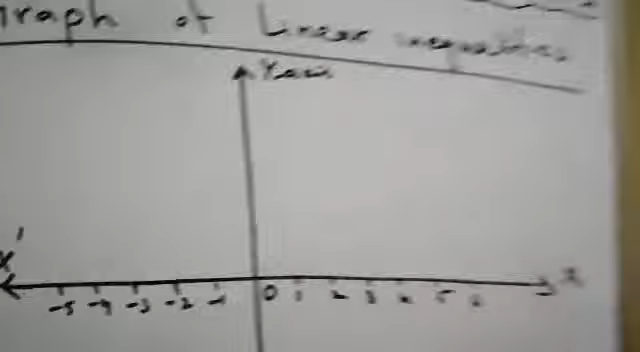 Graph of Linear inequalities
Y axis
X'
-5 -4 -3 -2 -1 0 1 2 3 4 5 6 x